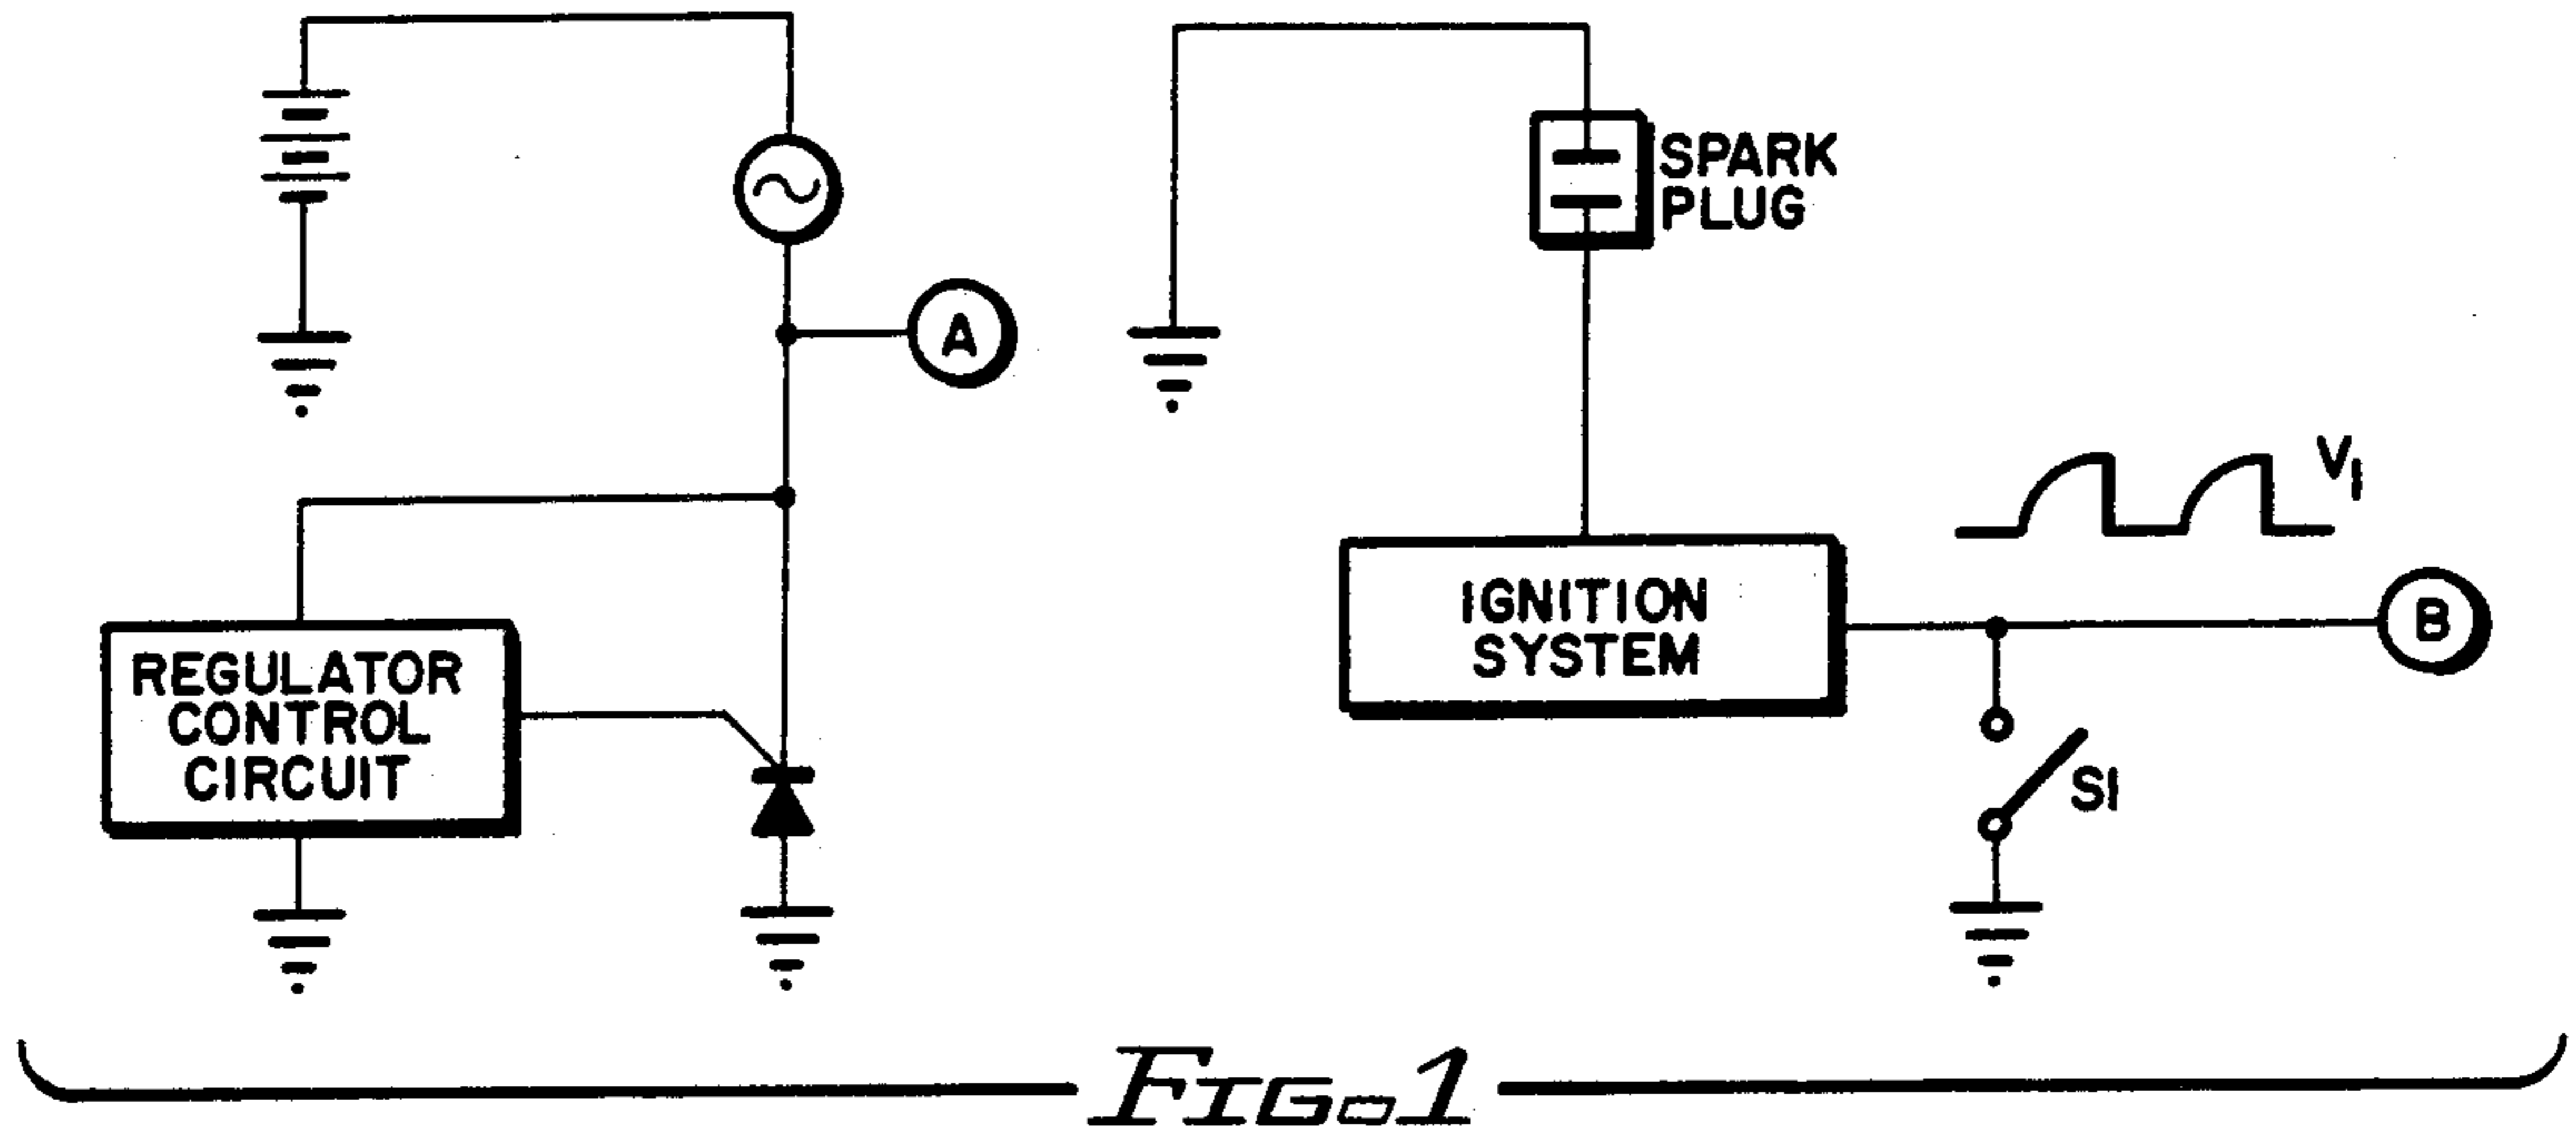 SPARK
PLUG
A
V1
IGNITION
SYSTEM
B
REGULATOR
CONTROL
CIRCUIT
S1
FIG.1